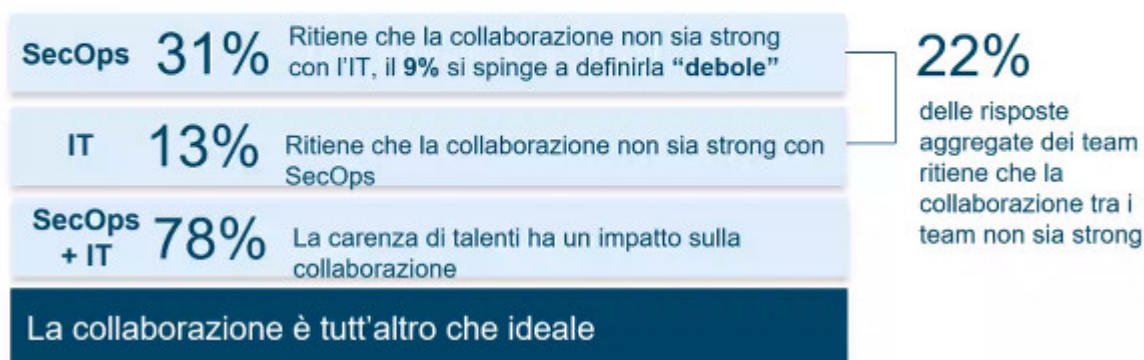 SecOps 31% Ritiene che la collaborazione non sia strong
con l'IT, il 9% si spinge a definirla “debole”
IT 13% Ritiene che la collaborazione non sia strong con
SecOps
SecOps
+ IT 78% La carenza di talenti ha un impatto sulla
collaborazione
La collaborazione è tutt'altro che ideale
22%
delle risposte
aggregate dei team
ritiene che la
collaborazione tra i
team non sia strong